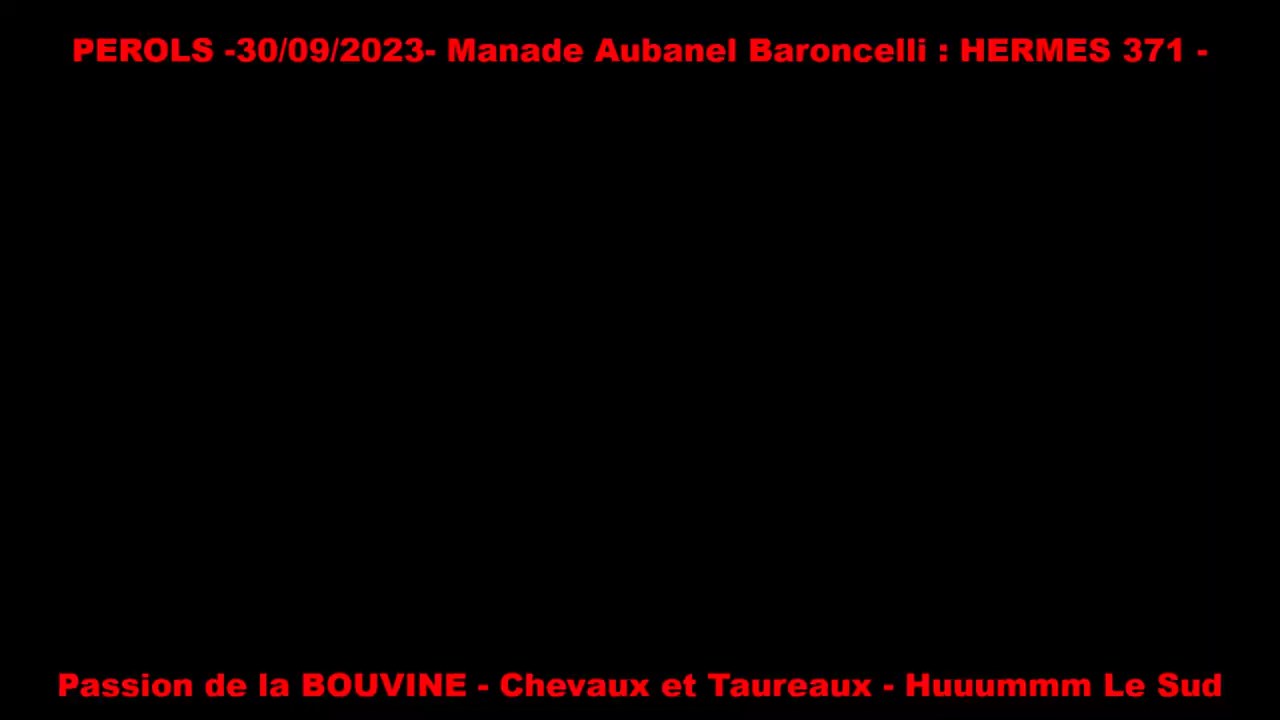 PEROLS -30/09/2023- Manade Aubanel Baroncelli : HERMES 371 -
Passion de la BOUVINE - Chevaux et Taureaux - Huuummm Le Sud